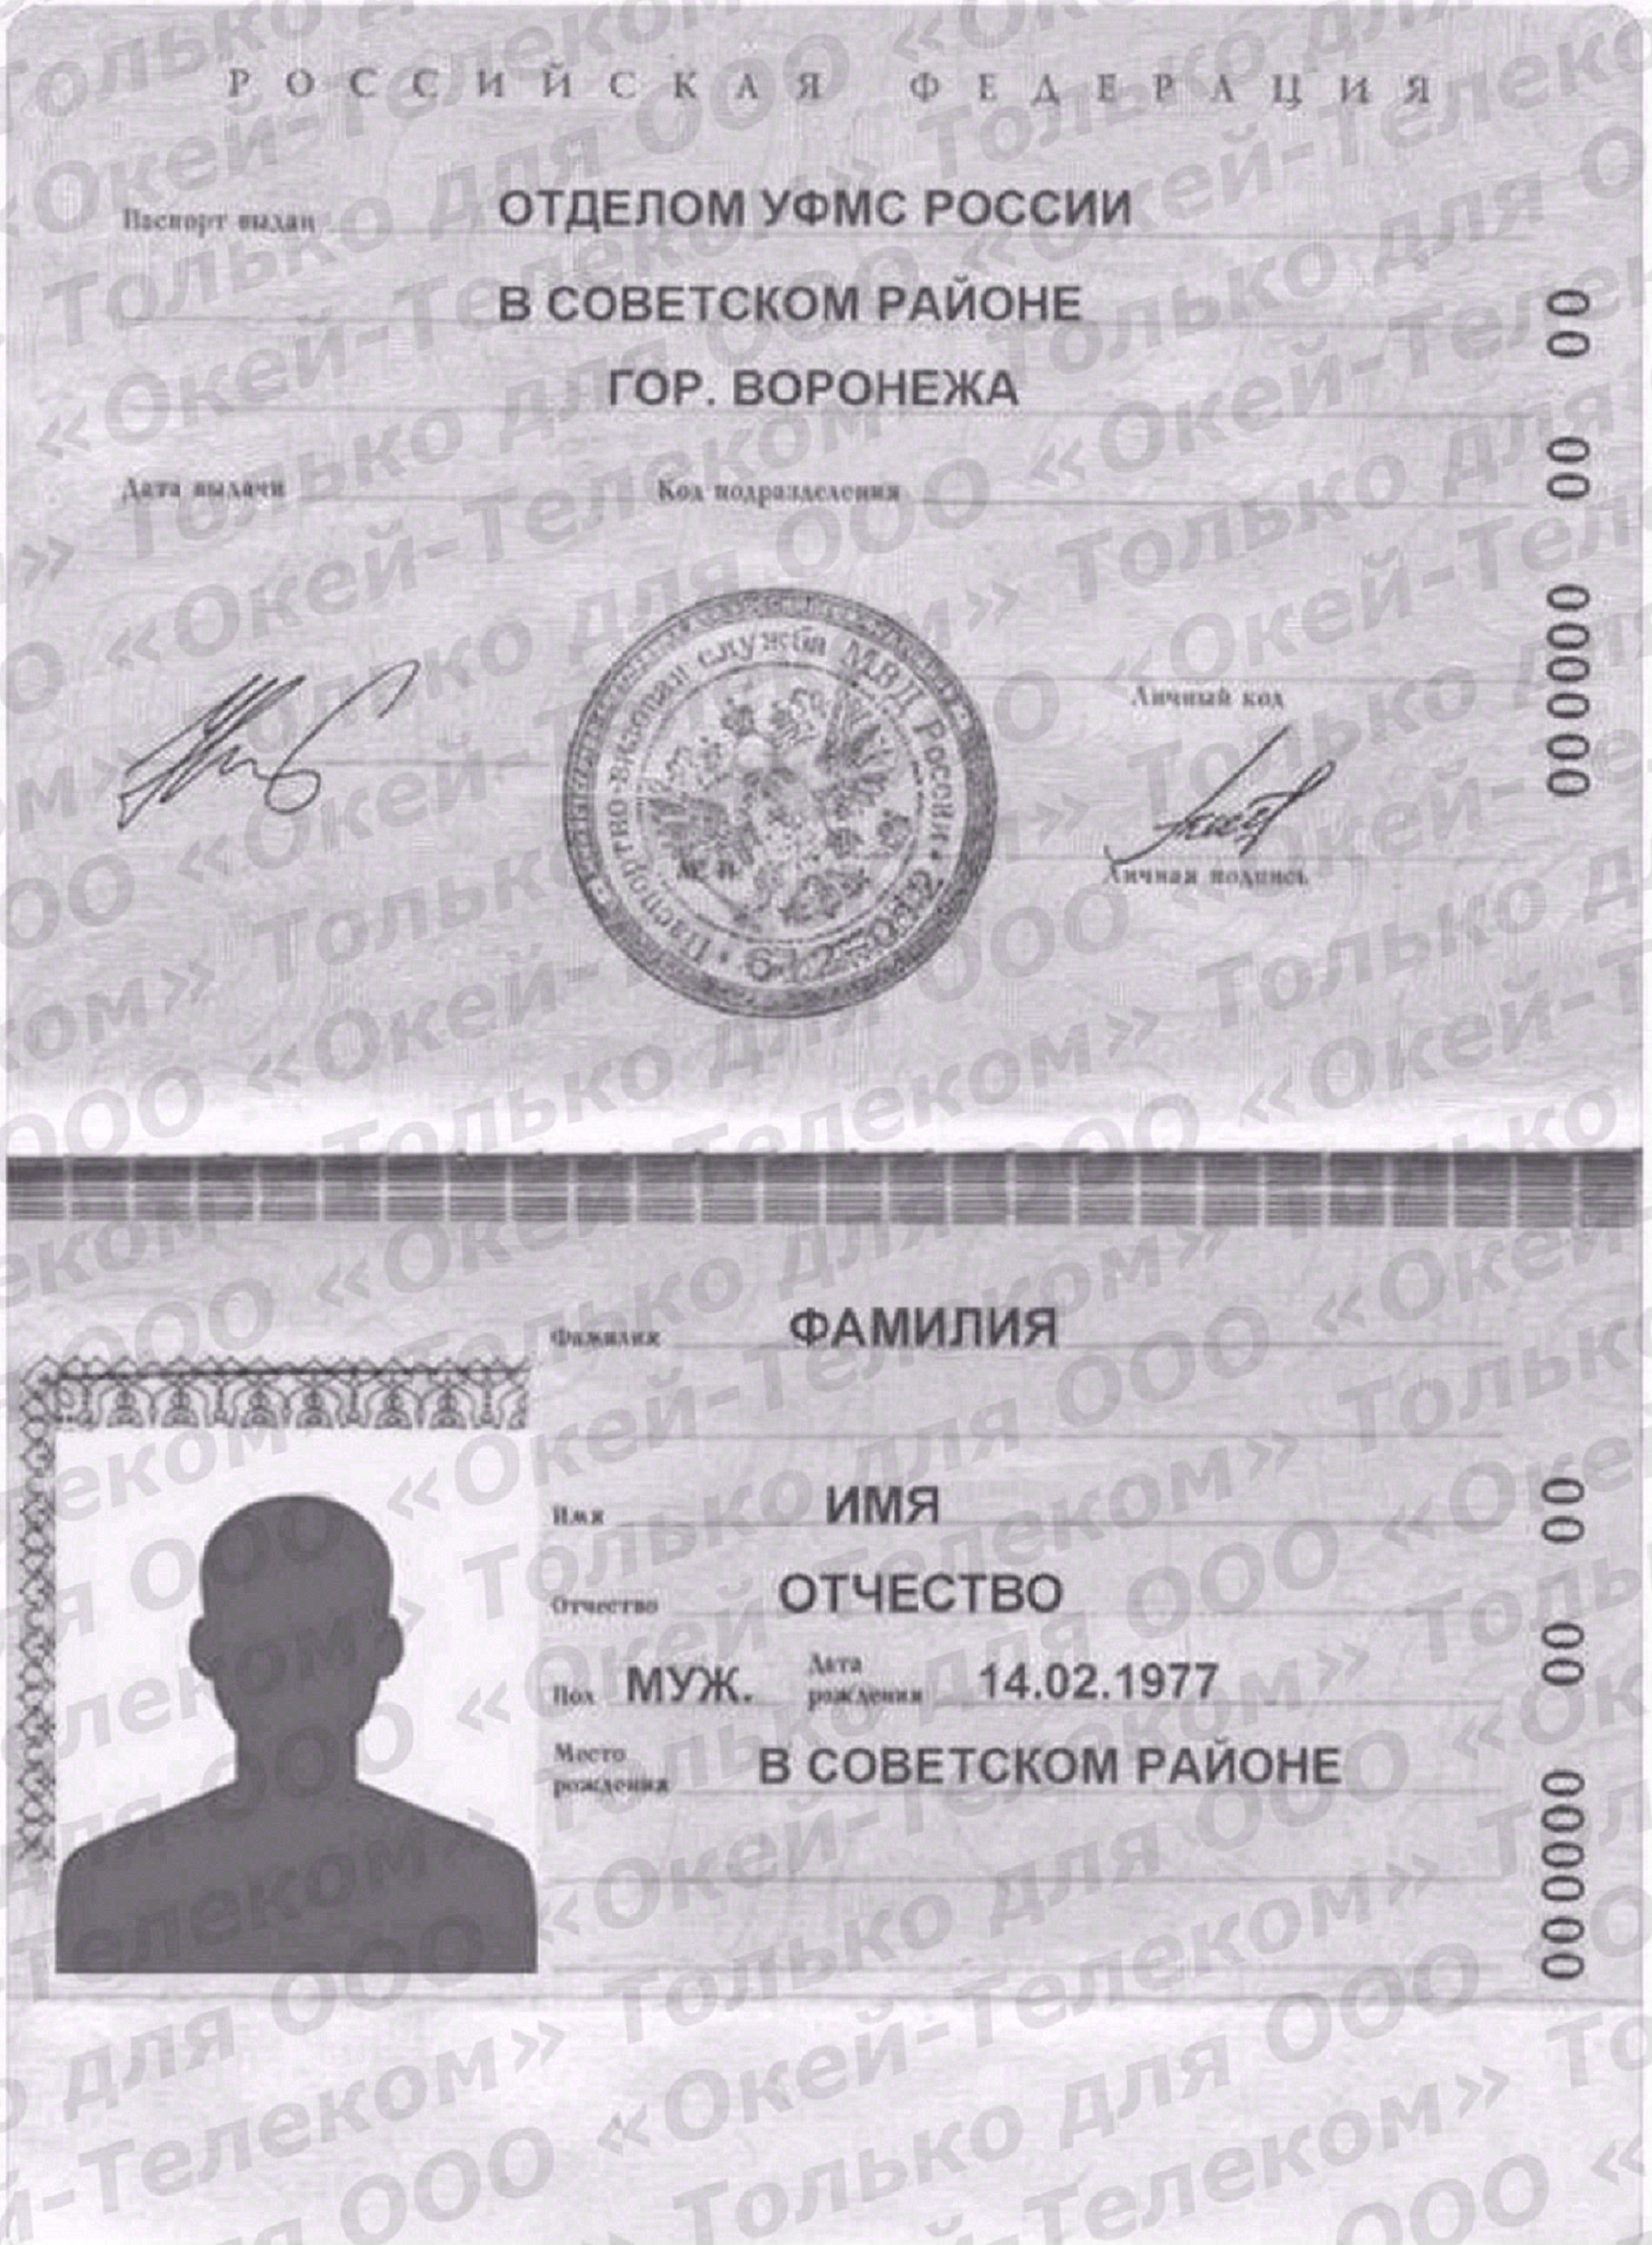 РОССИЙСКАЯ ФЕДЕРАЦИЯ
Паспорт выдан ОТДЕЛОМ УФМС РОССИИ
В СОВЕТСКОМ РАЙОНЕ
ГОР. ВОРОНЕЖА
Дата выдачи Код подразделения
Личный код
Личная подпись
Паспортно-визовая служба МВД России
М. П.
00 00 000000
Фамилия ФАМИЛИЯ
Имя ИМЯ
Отчество ОТЧЕСТВО
Пол МУЖ. Дата рождения 14.02.1977
Место рождения В СОВЕТСКОМ РАЙОНЕ
00 00 000000
Только для ООО «Окей-Телеком»